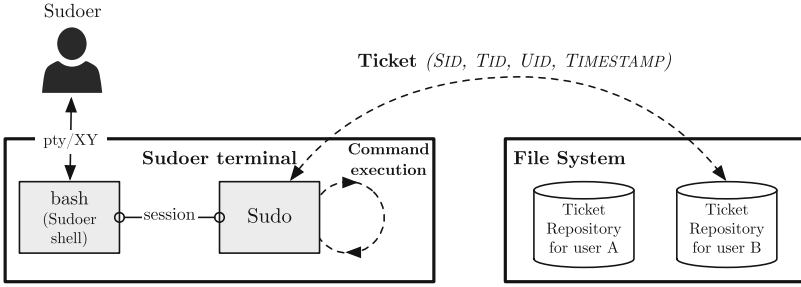 Sudoer
Ticket (SID, TID, UID, TIMESTAMP)
pty/XY
Sudoer terminal
Command
execution
File System
bash
(Sudoer
shell)
session
Sudo
Ticket
Repository
for user A
Ticket
Repository
for user B